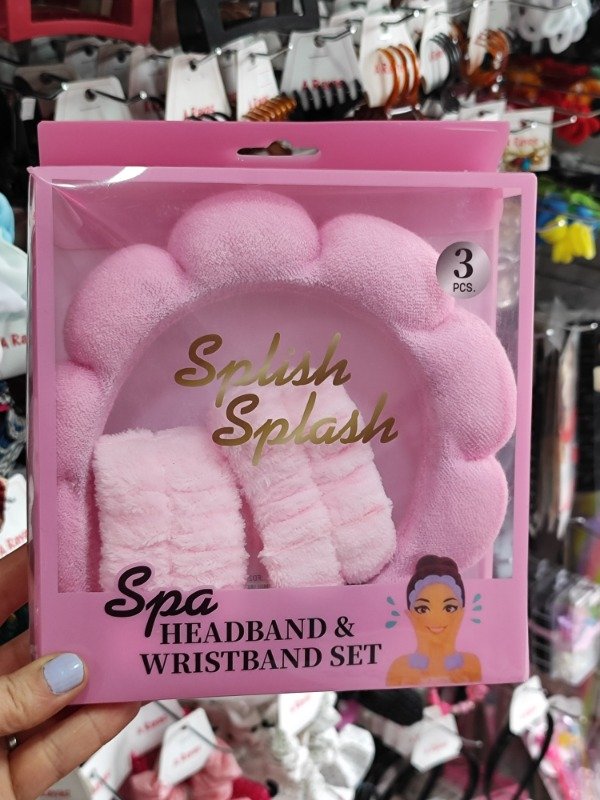 3
PCS.
Splish
Splash
Spa
HEADBAND &
WRISTBAND SET